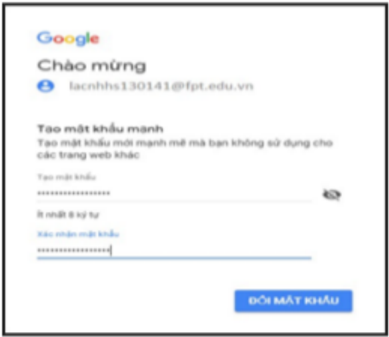 Google
Chào mừng
lacnhhs130141@fpt.edu.vn
Tạo mật khẩu mạnh
Tạo mật khẩu mới mạnh mẽ mà bạn không sử dụng cho
các trang web khác
Tạo mật khẩu
•••••••••••••••••
Ít nhất 8 ký tự
Xác nhận mật khẩu
•••••••••••••••••
ĐỔI MẬT KHẨU